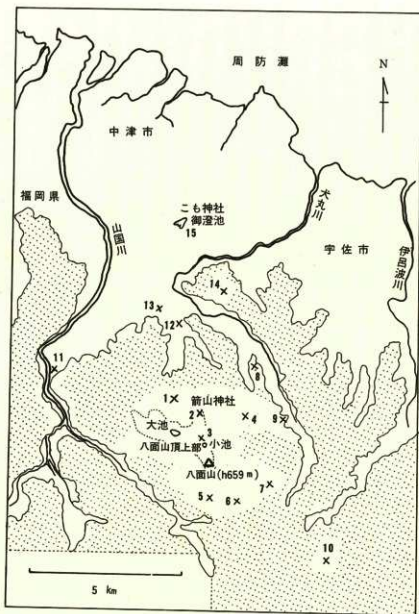 周防灘
N
中津市
福岡県
こも神社
御澄池
15
山国川
犬丸川
宇佐市
伊呂波川
14
13
12
11
8
1
箭山神社
2
4
9
大池
3
小池
八面山頂上部
八面山(h659m)
7
5
6
10
5 km